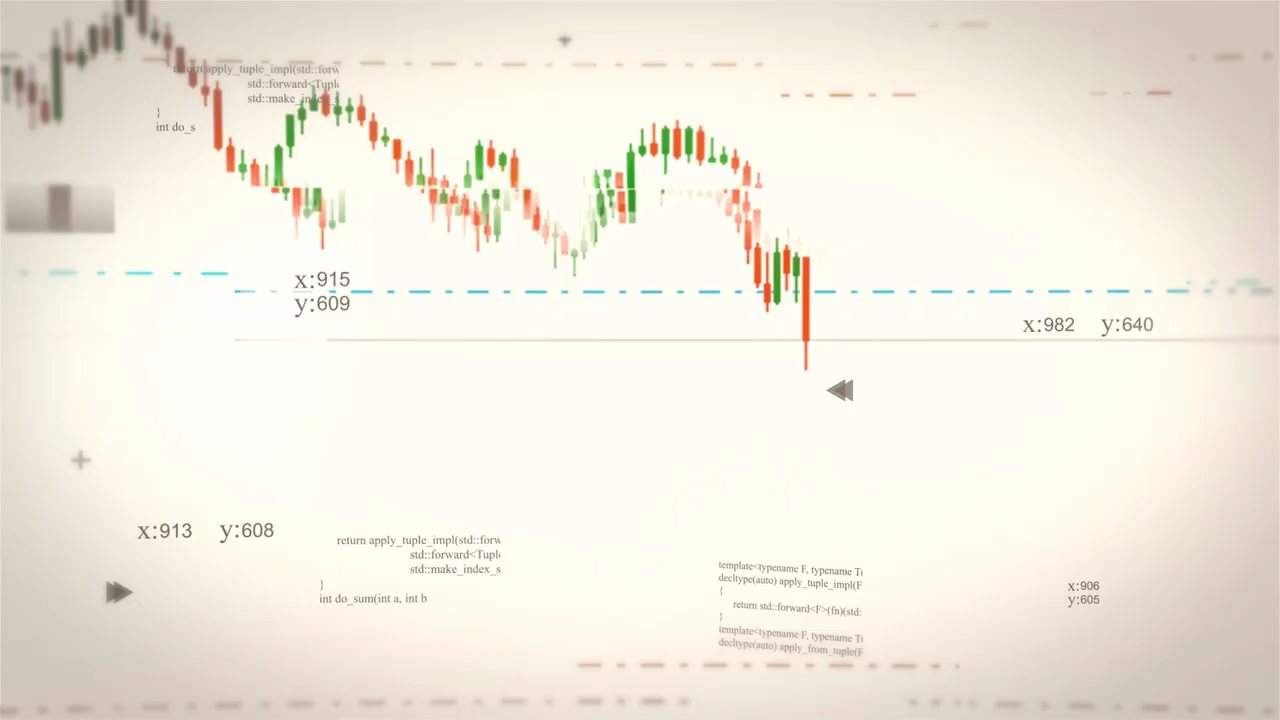 return apply_tuple_impl(std::forw
std::forward<Tupl
std::make_index_s
}
int do_s
x:915
y:609
x:982 y:640
x:913 y:608
return apply_tuple_impl(std::forw
std::forward<Tupl
std::make_index_s
}
int do_sum(int a, int b
template<typename F, typename T
decltype(auto) apply_tuple_impl(F
{
return std::forward<F>(fn)(std:
}
template<typename F, typename T
decltype(auto) apply_from_tuple(F
x:906
y:605